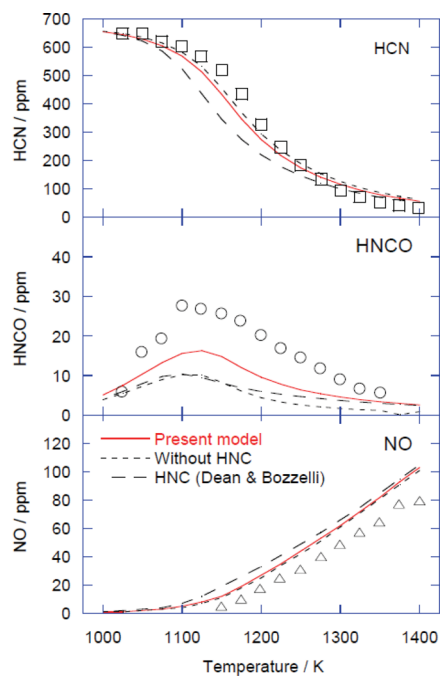 700
600
500
400
300
200
100
0
HCN / ppm
HCN
40
30
20
10
0
HNCO / ppm
HNCO
120
100
80
60
40
20
0
NO / ppm
NO
Present model
Without HNC
HNC (Dean & Bozzelli)
1000 1100 1200 1300 1400
Temperature / K